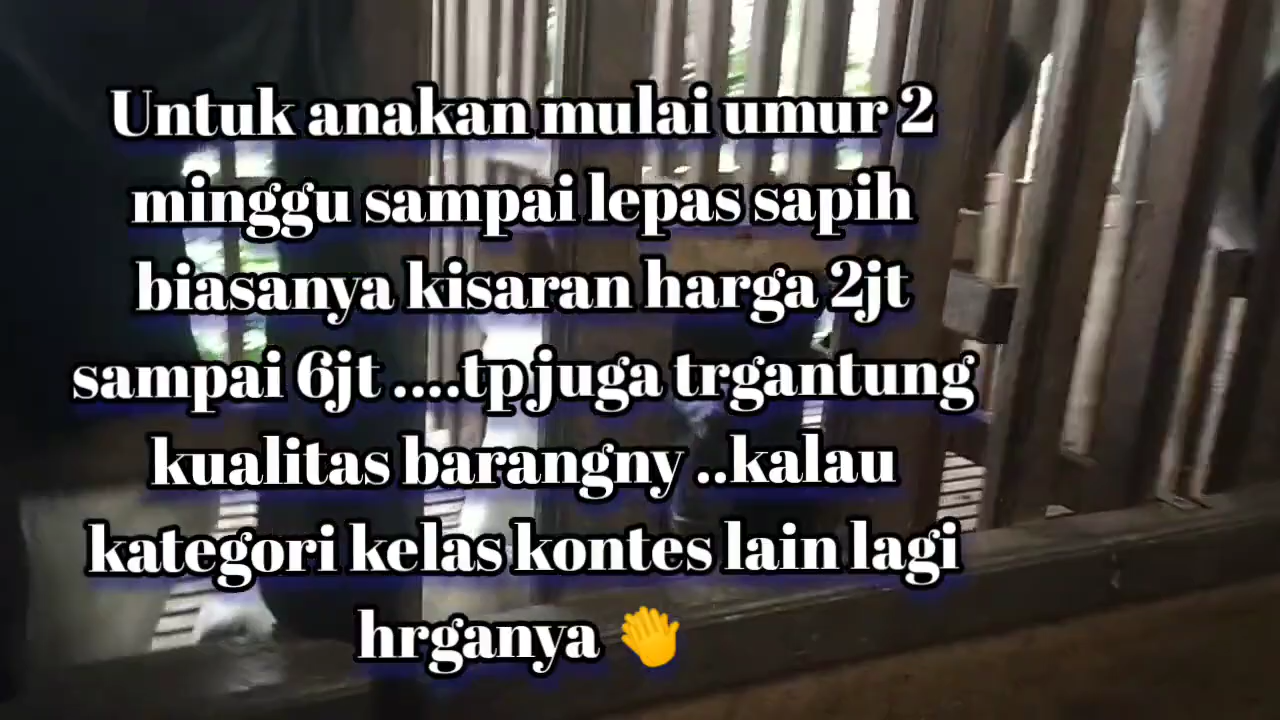 Untuk anakan mulai umur 2
minggu sampai lepas sapih
biasanya kisaran harga 2jt
sampai 6jt ....tp juga trgantung
kualitas barangny ..kalau
kategori kelas kontes lain lagi
hrganya 👋